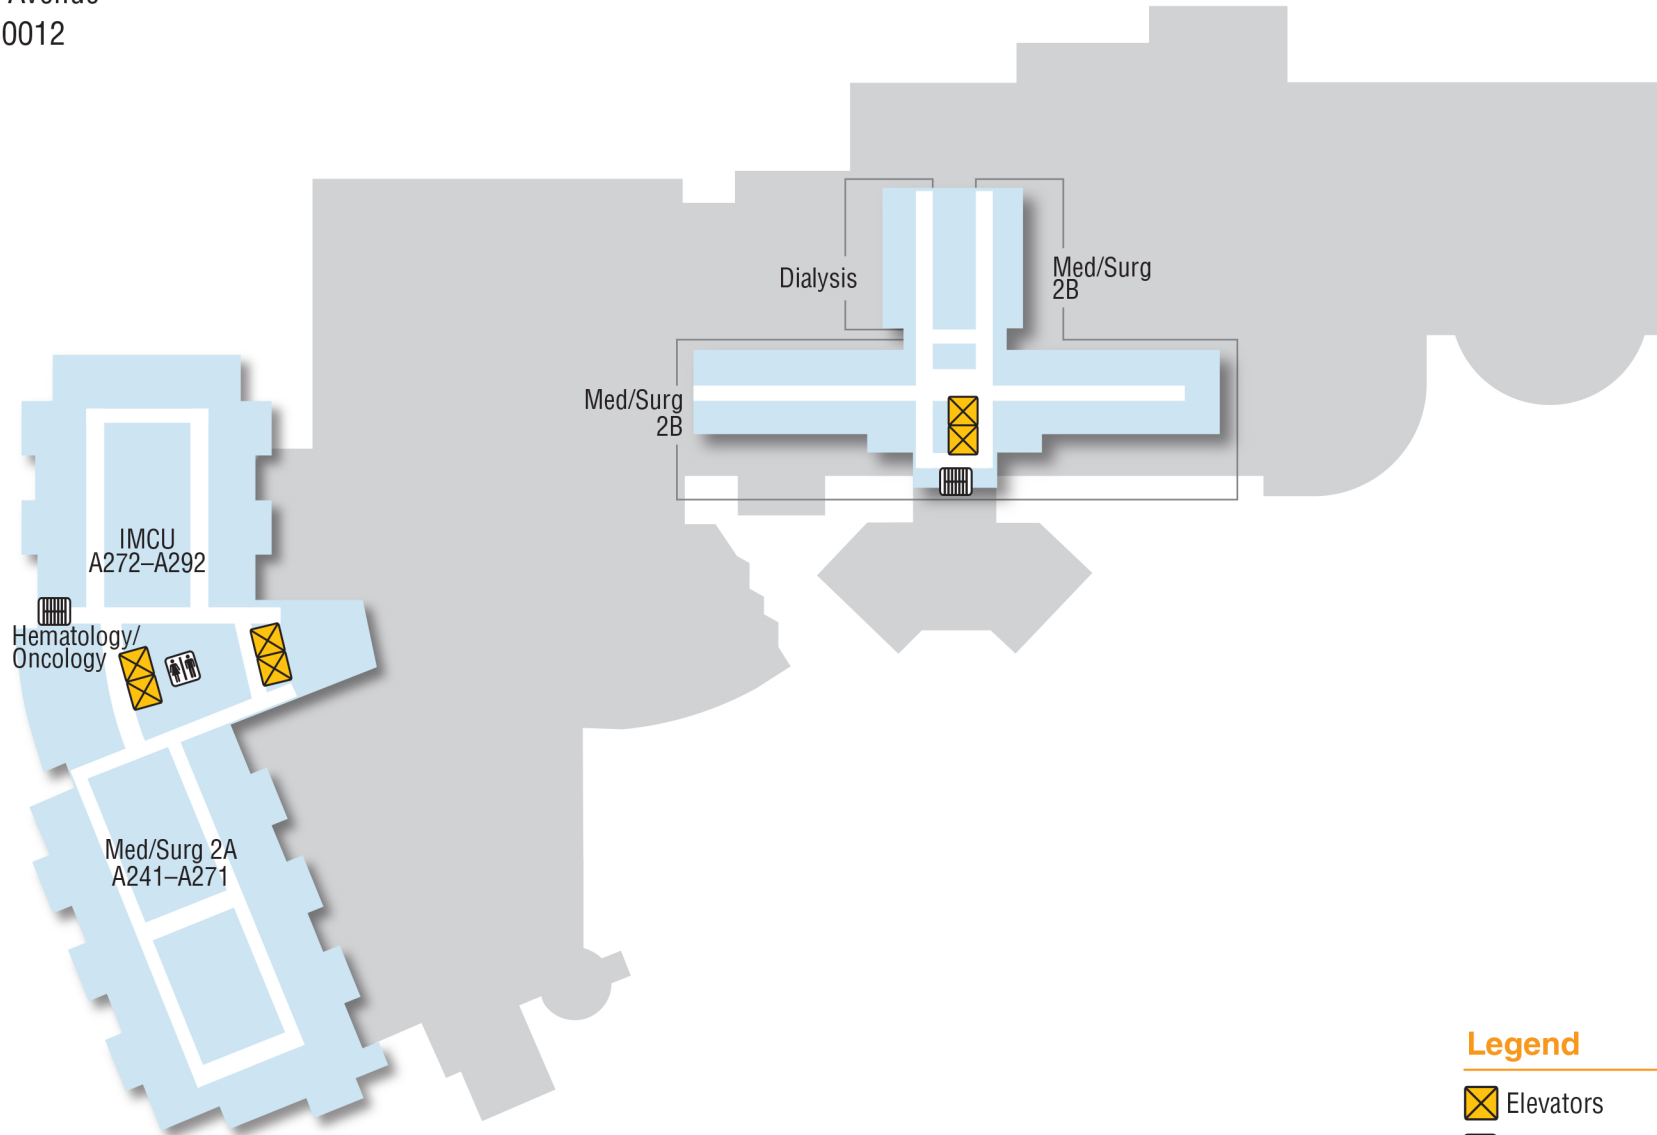 Avenue
0012
Dialysis
Med/Surg
2B
Med/Surg
2B
IMCU
A272–A292
Hematology/
Oncology
Med/Surg 2A
A241–A271
Legend
Elevators